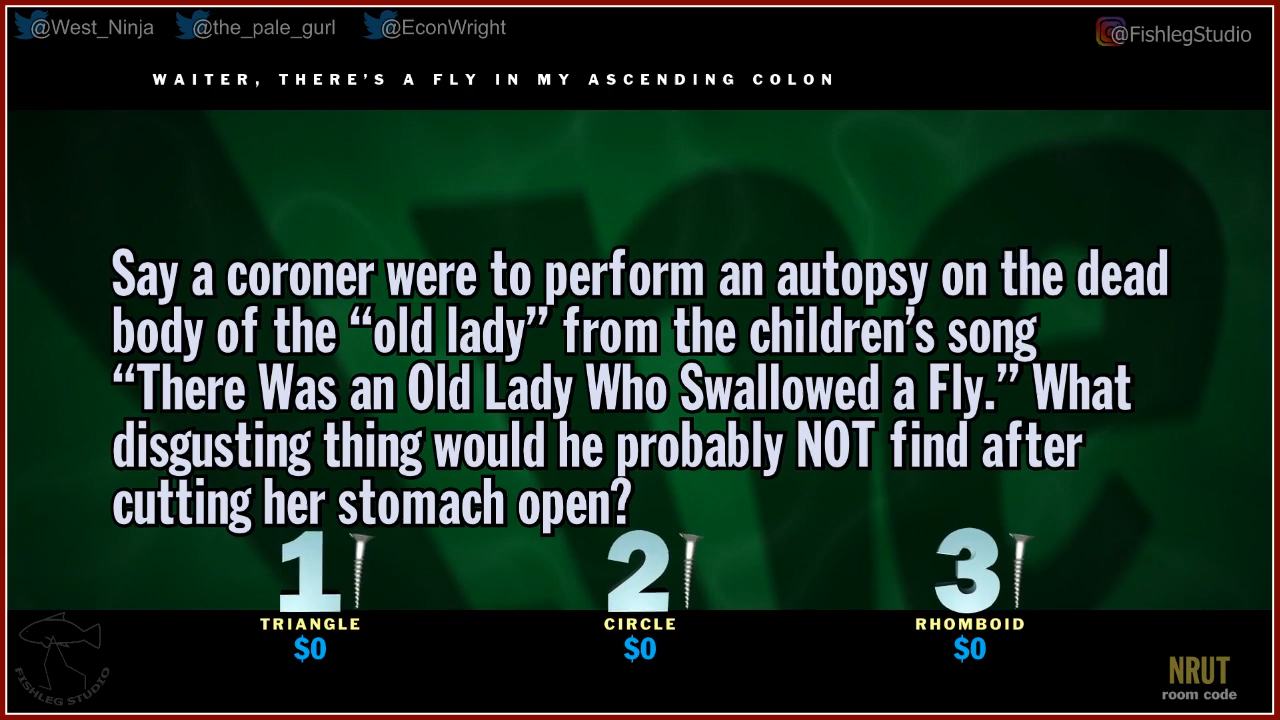 @West_Ninja @the_pale_gurl @EconWright @FishlegStudio
WAITER, THERE'S A FLY IN MY ASCENDING COLON
Say a coroner were to perform an autopsy on the dead
body of the “old lady” from the children’s song
“There Was an Old Lady Who Swallowed a Fly.” What
disgusting thing would he probably NOT find after
cutting her stomach open?
1 2 3
TRIANGLE CIRCLE RHOMBOID
$0 $0 $0
FISHLEG STUDIO
NRUT
room code